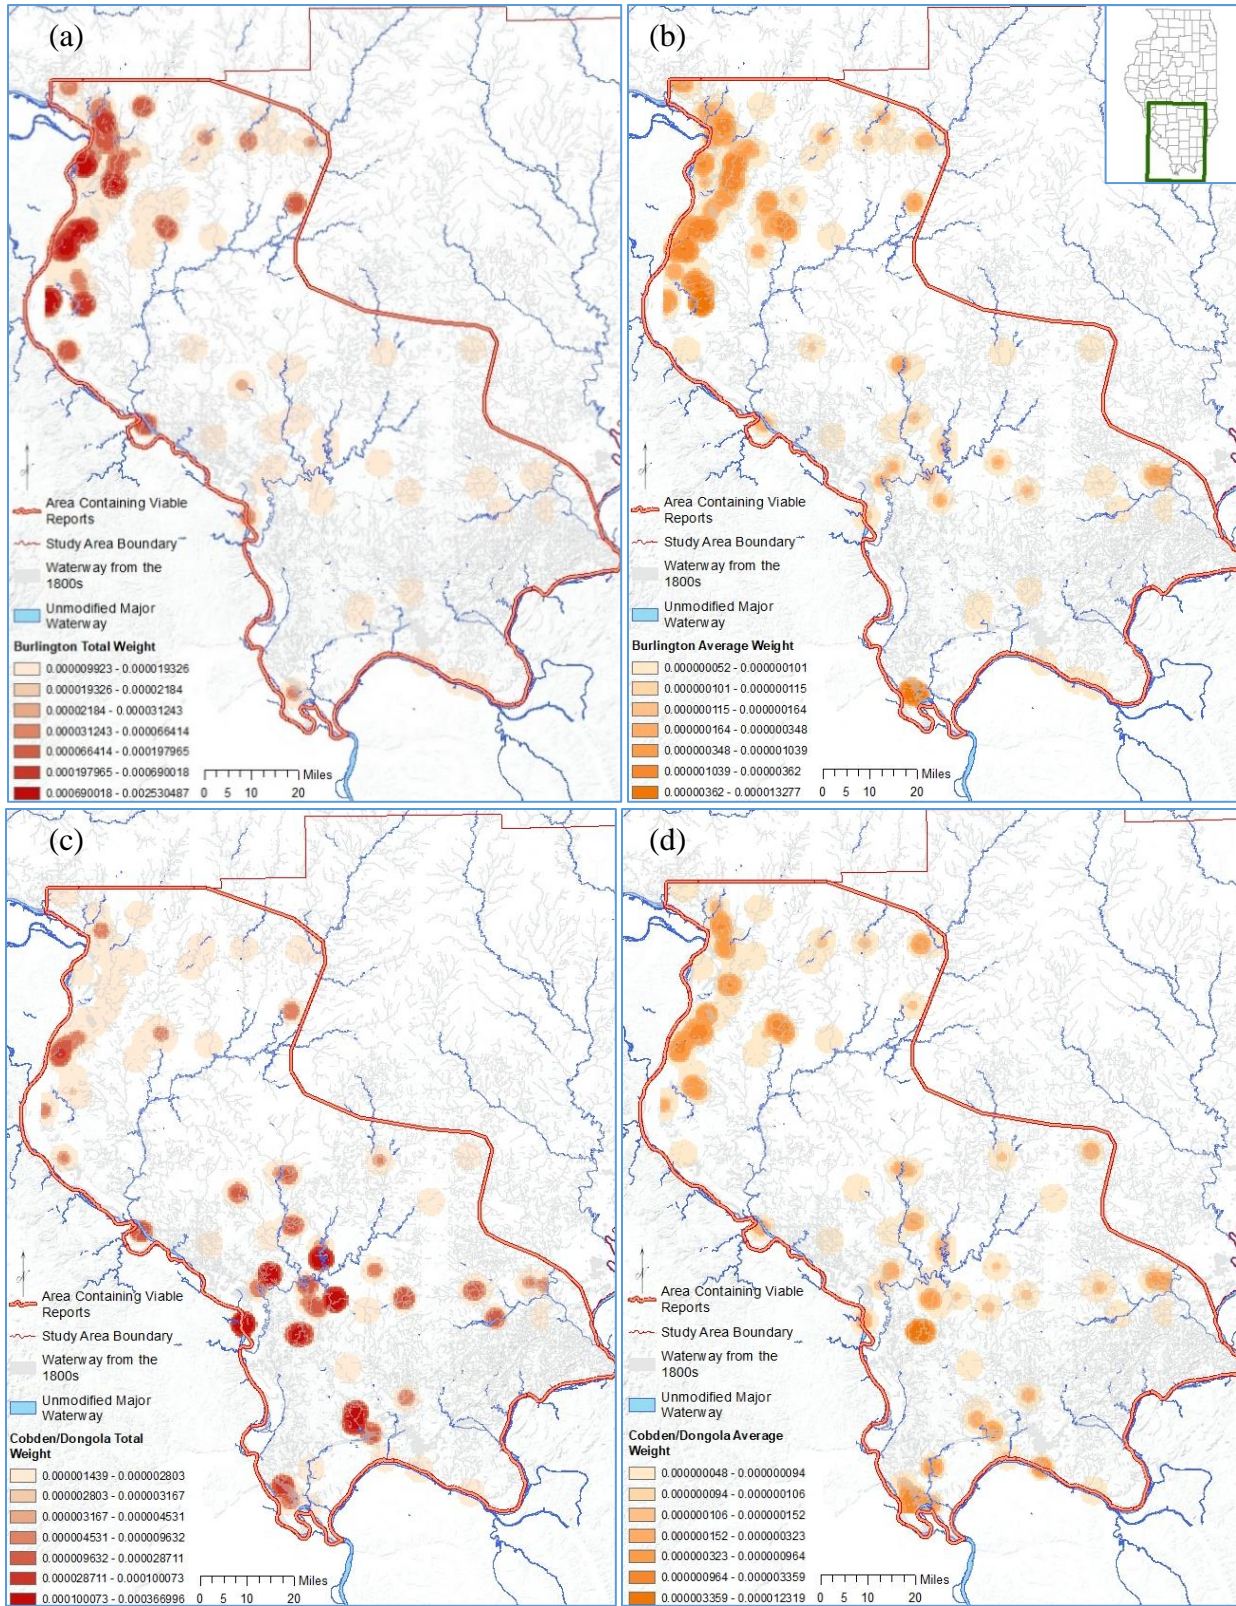 (a)
Area Containing Viable
Reports
Study Area Boundary
Waterway from the
1800s
Unmodified Major
Waterway
Burlington Total Weight
0.000009923 - 0.000019326
0.000019326 - 0.00002184
0.00002184 - 0.000031243
0.000031243 - 0.000066414
0.000066414 - 0.000197965
0.000197965 - 0.000690018
0.000690018 - 0.002530487
Miles
0 5 10 20
(b)
Area Containing Viable
Reports
Study Area Boundary
Waterway from the
1800s
Unmodified Major
Waterway
Burlington Average Weight
0.000000052 - 0.000000101
0.000000101 - 0.000000115
0.000000115 - 0.000000164
0.000000164 - 0.000000348
0.000000348 - 0.000001039
0.000001039 - 0.00000362
0.00000362 - 0.000013277
Miles
0 5 10 20
(c)
Area Containing Viable
Reports
Study Area Boundary
Waterway from the
1800s
Unmodified Major
Waterway
Cobden/Dongola Total
Weight
0.000001439 - 0.000002803
0.000002803 - 0.000003167
0.000003167 - 0.000004531
0.000004531 - 0.000009632
0.000009632 - 0.000028711
0.000028711 - 0.000100073
0.000100073 - 0.000366996
Miles
0 5 10 20
(d)
Area Containing Viable
Reports
Study Area Boundary
Waterway from the
1800s
Unmodified Major
Waterway
Cobden/Dongola Average
Weight
0.000000048 - 0.000000094
0.000000094 - 0.000000106
0.000000106 - 0.000000152
0.000000152 - 0.000000323
0.000000323 - 0.000000964
0.000000964 - 0.000003359
0.000003359 - 0.000012319
Miles
0 5 10 20